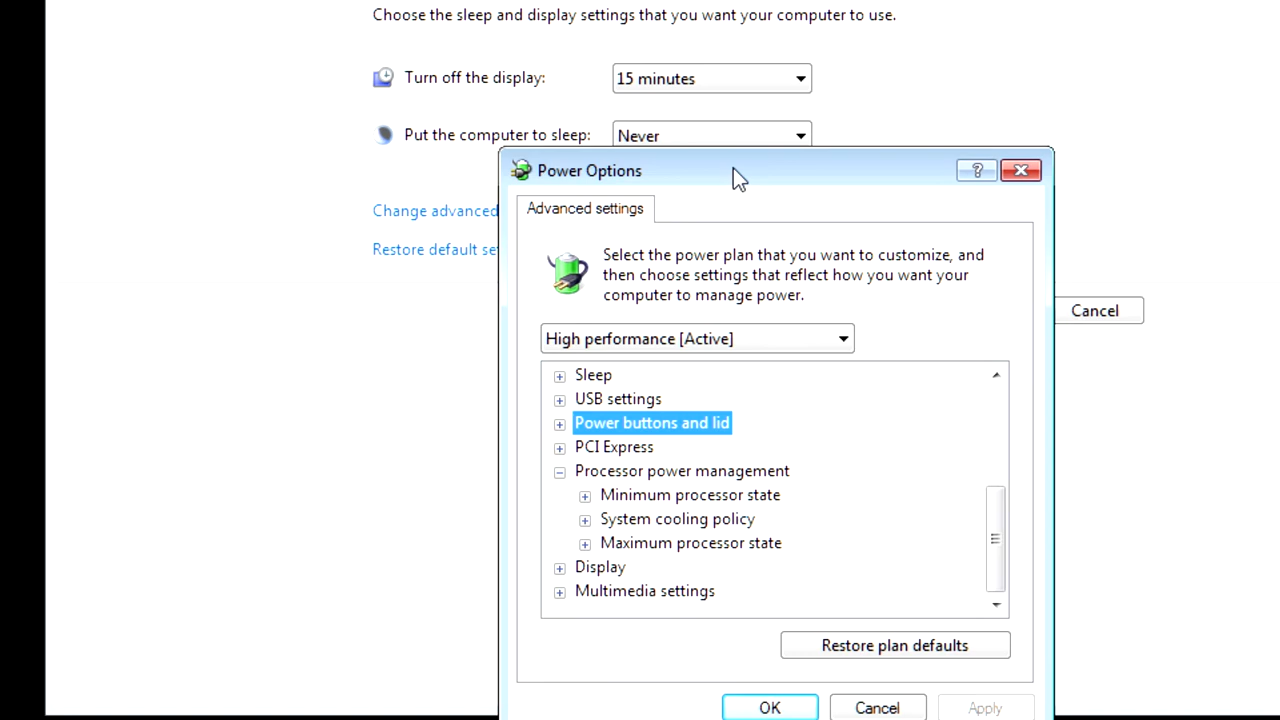 Choose the sleep and display settings that you want your computer to use.
Turn off the display: 15 minutes
Put the computer to sleep: Never
Power Options
Change advanced
Advanced settings
Restore default se
Select the power plan that you want to customize, and
then choose settings that reflect how you want your
computer to manage power.
Cancel
High performance [Active]
Sleep
USB settings
Power buttons and lid
PCI Express
Processor power management
Minimum processor state
System cooling policy
Maximum processor state
Display
Multimedia settings
Restore plan defaults
OK Cancel Apply